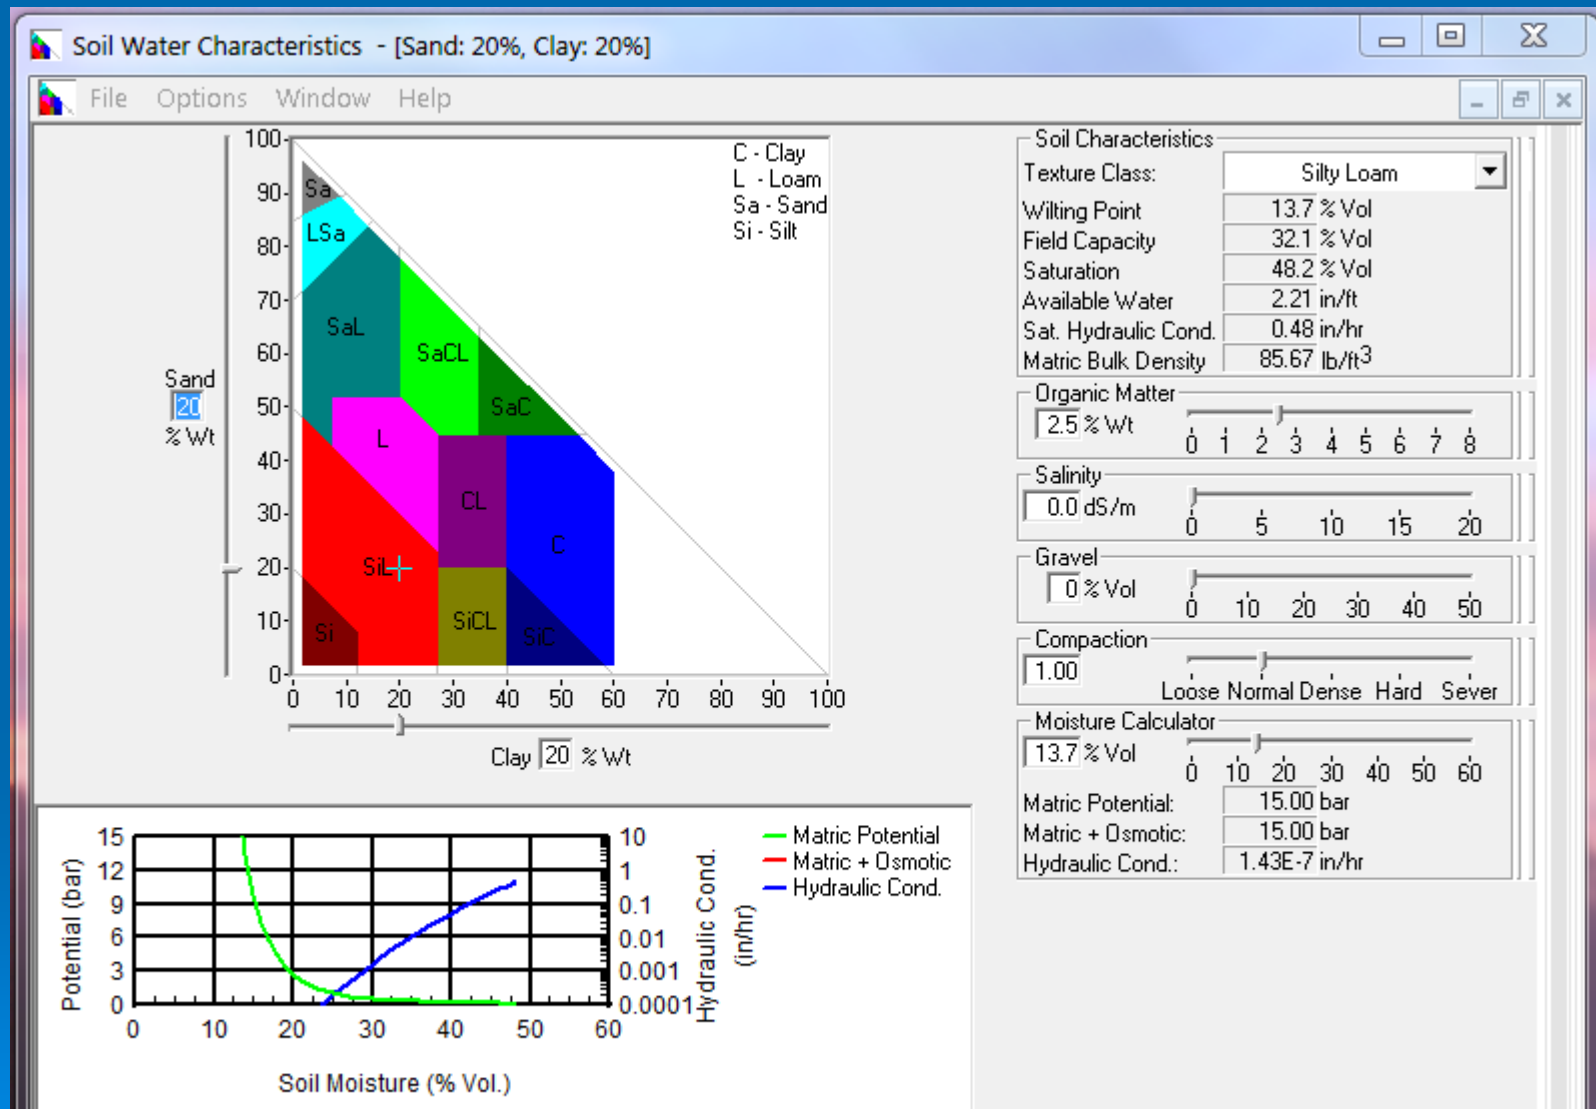 Soil Water Characteristics - [Sand: 20%, Clay: 20%]
File Options Window Help
C - Clay
L - Loam
Sa - Sand
Si - Silt
100
90
80
70
60
50
40
30
20
10
0
Sand
20
% Wt
Sa
LSa
SaL
SaCL
SaC
L
CL
C
SiL
SiCL
SiC
Si
0 10 20 30 40 50 60 70 80 90 100
Clay 20 % Wt
Soil Characteristics
Texture Class: Silty Loam
Wilting Point 13.7 % Vol
Field Capacity 32.1 % Vol
Saturation 48.2 % Vol
Available Water 2.21 in/ft
Sat. Hydraulic Cond. 0.48 in/hr
Matric Bulk Density 85.67 lb/ft3
Organic Matter
2.5 % Wt
0 1 2 3 4 5 6 7 8
Salinity
0.0 dS/m
0 5 10 15 20
Gravel
0 % Vol
0 10 20 30 40 50
Compaction
1.00
Loose Normal Dense Hard Sever
Moisture Calculator
13.7 % Vol
0 10 20 30 40 50 60
Matric Potential: 15.00 bar
Matric + Osmotic: 15.00 bar
Hydraulic Cond.: 1.43E-7 in/hr
Potential (bar)
15
12
9
6
3
0
0 10 20 30 40 50 60
Soil Moisture (% Vol.)
10
1
0.1
0.01
0.001
0.0001
Hydraulic Cond.
(in/hr)
Matric Potential
Matric + Osmotic
Hydraulic Cond.